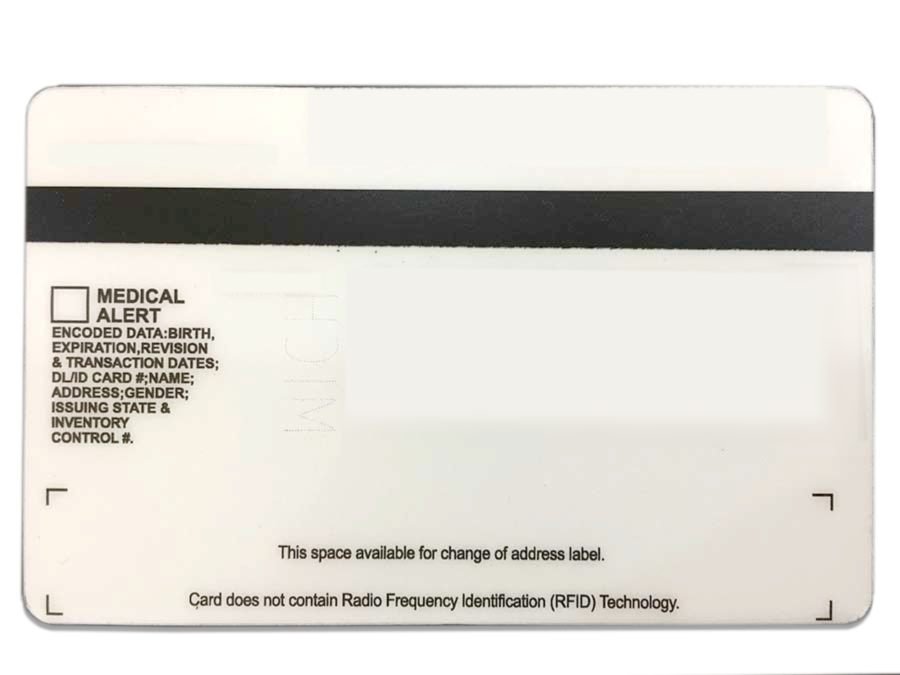 MEDICAL
ALERT
ENCODED DATA:BIRTH,
EXPIRATION,REVISION
& TRANSACTION DATES;
DL/ID CARD #;NAME;
ADDRESS;GENDER;
ISSUING STATE &
INVENTORY
CONTROL #.
MICH
This space available for change of address label.
Card does not contain Radio Frequency Identification (RFID) Technology.